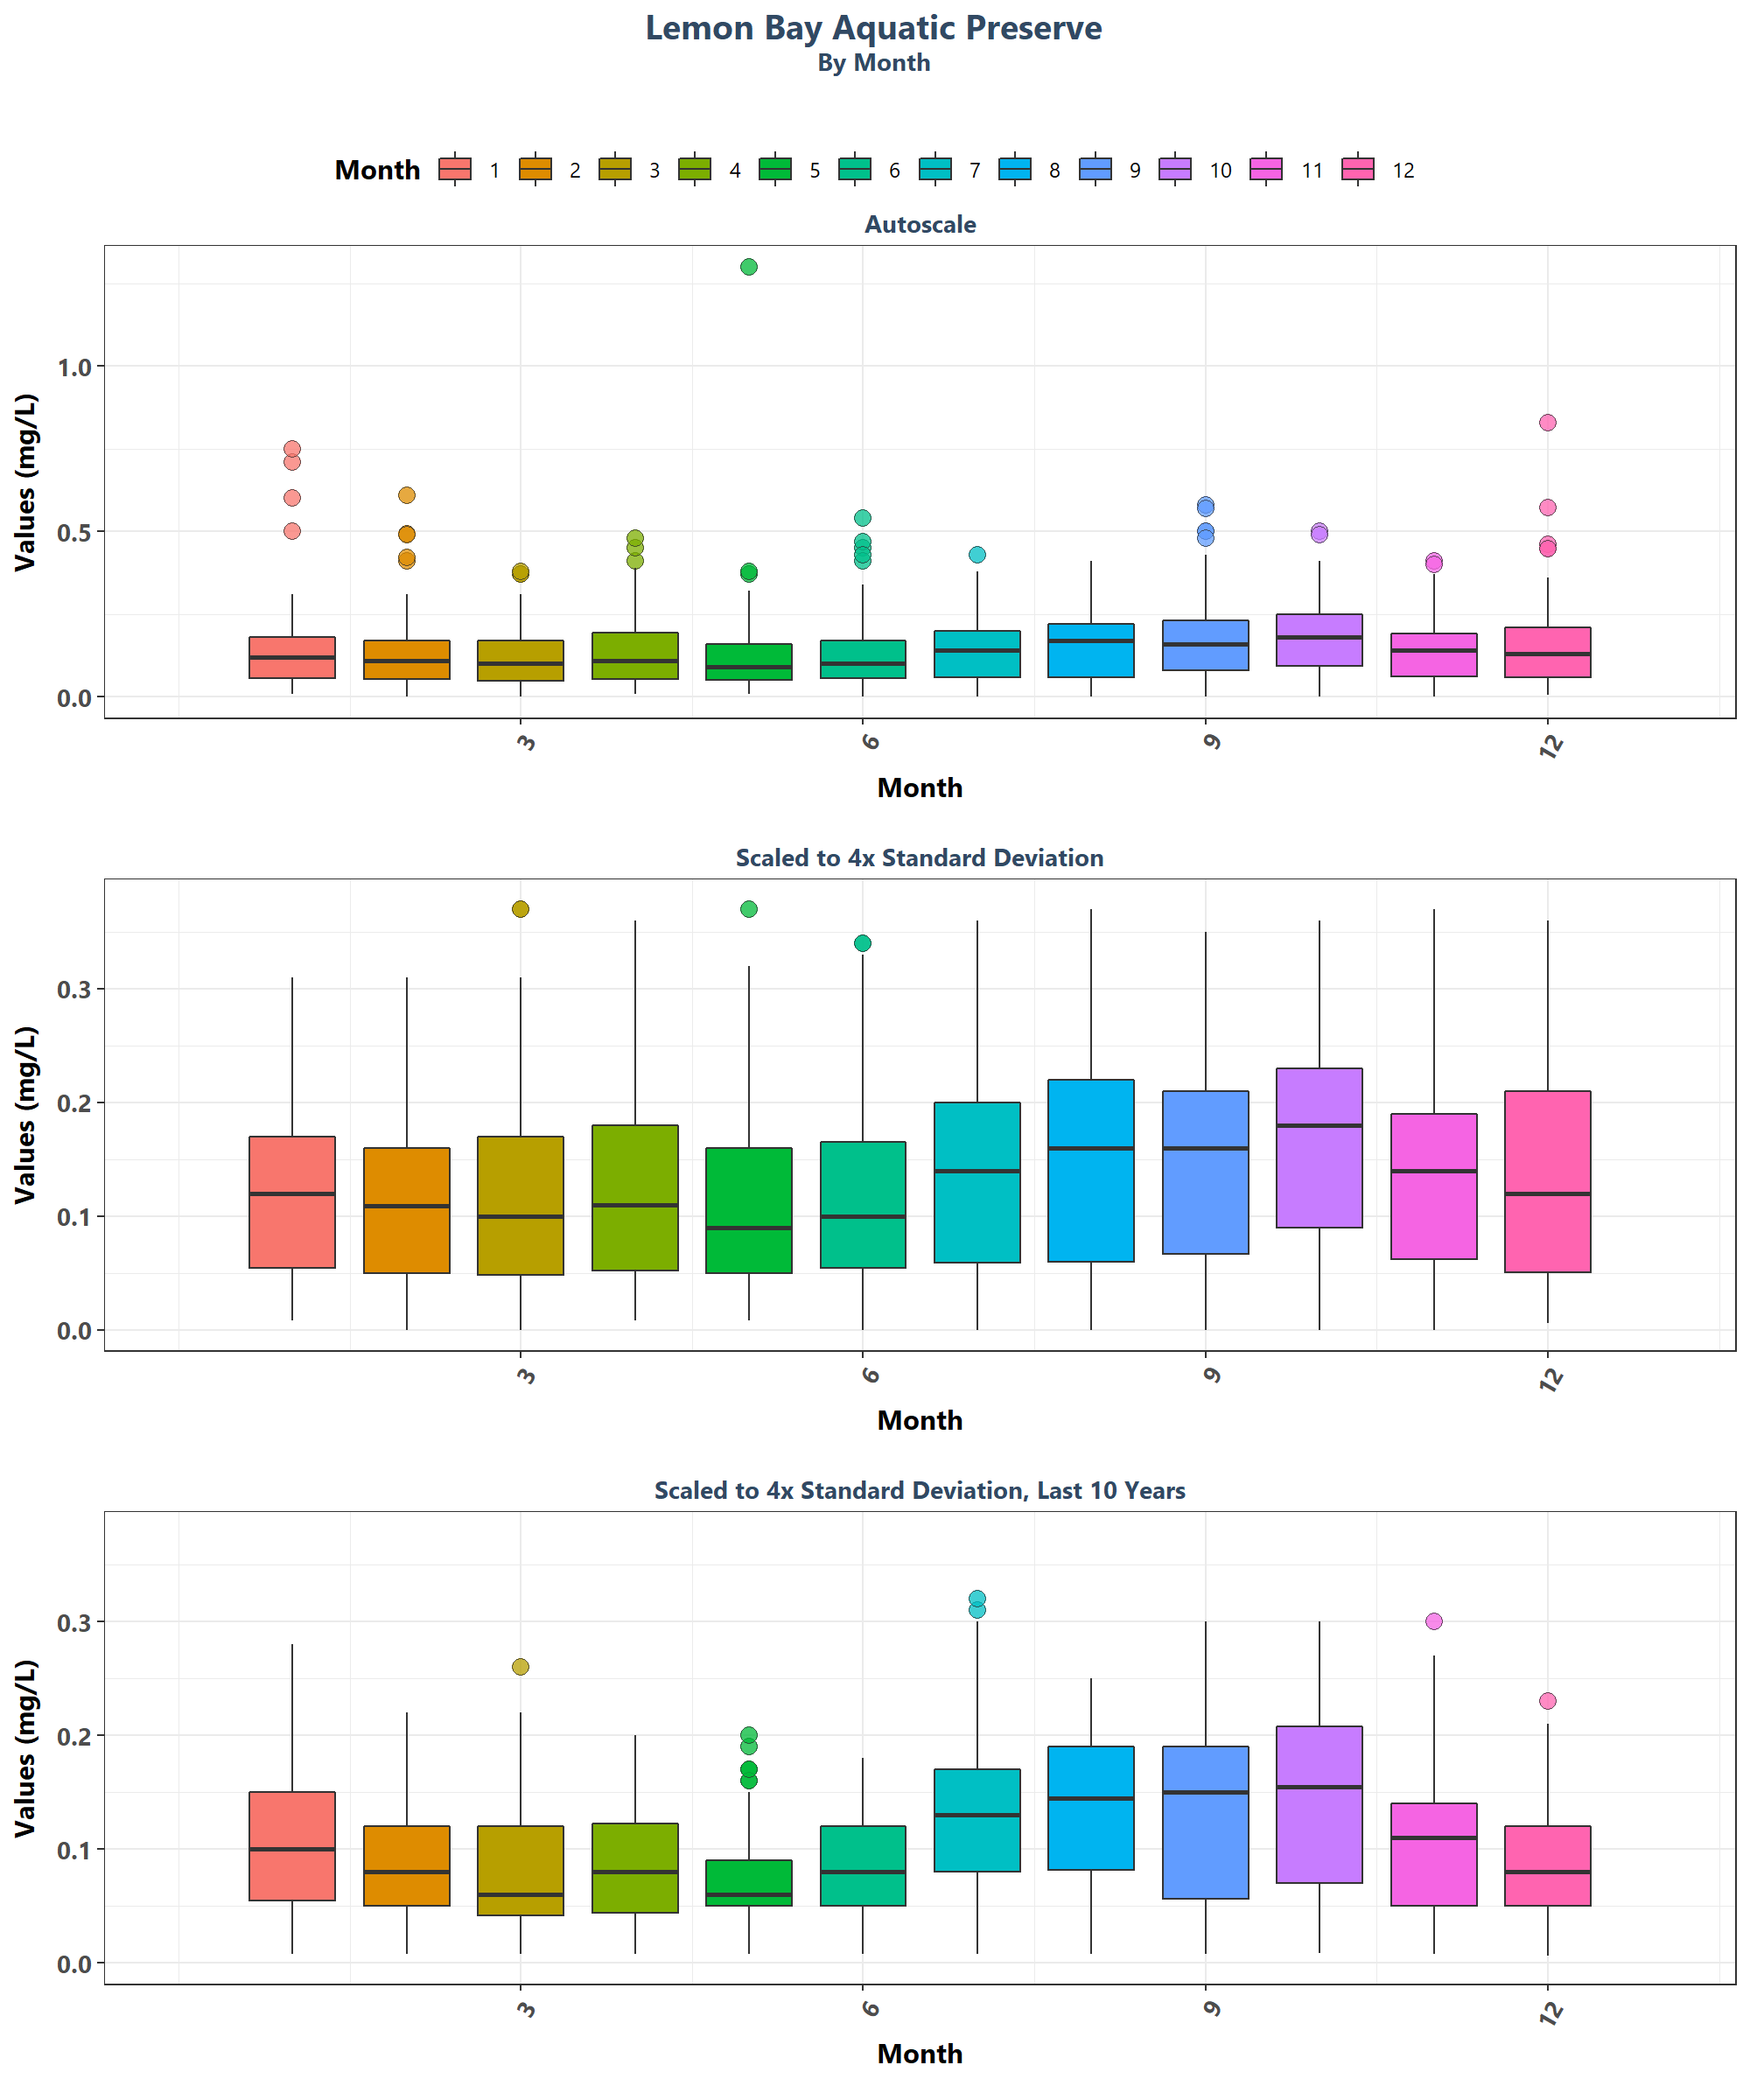 Lemon Bay Aquatic Preserve
By Month
Month 1 2 3 4 5 6 7 8 9 10 11 12
Autoscale
Values (mg/L)
1.0
0.5
0.0
3 6 9 12
Month
Scaled to 4x Standard Deviation
Values (mg/L)
0.3
0.2
0.1
0.0
3 6 9 12
Month
Scaled to 4x Standard Deviation, Last 10 Years
Values (mg/L)
0.3
0.2
0.1
0.0
3 6 9 12
Month